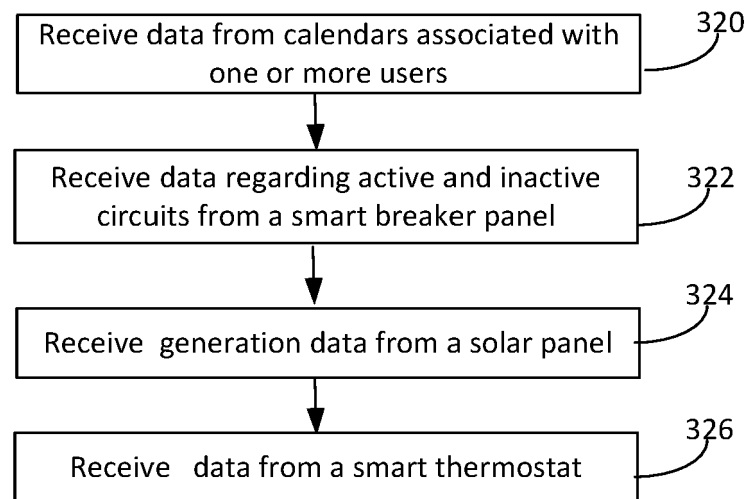 Receive data from calendars associated with
one or more users
320
Receive data regarding active and inactive
circuits from a smart breaker panel
322
Receive generation data from a solar panel
324
Receive data from a smart thermostat
326